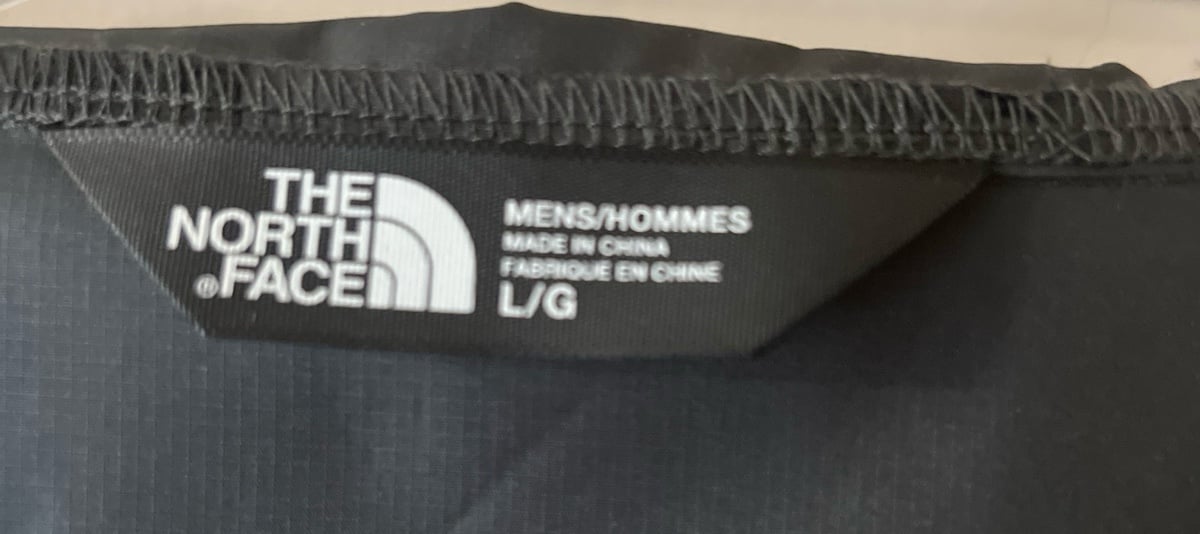 THE
NORTH
®FACE
MENS/HOMMES
MADE IN CHINA
FABRIQUE EN CHINE
L/G